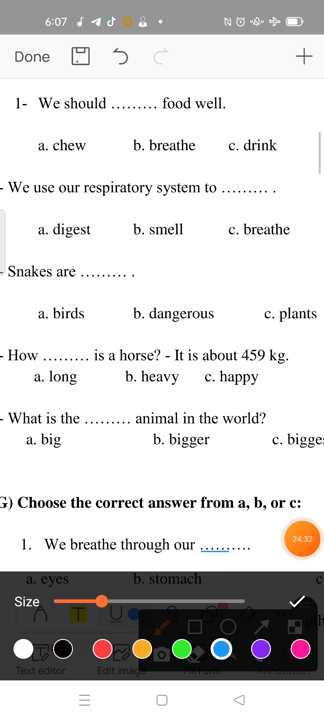 6:07
Done
1- We should ……… food well.
a. chew b. breathe c. drink
- We use our respiratory system to ……… .
a. digest b. smell c. breathe
- Snakes are ……… .
a. birds b. dangerous c. plants
- How ……… is a horse? - It is about 459 kg.
a. long b. heavy c. happy
- What is the ……… animal in the world?
a. big b. bigger c. bigge
G) Choose the correct answer from a, b, or c:
1. We breathe through our ………
24:32
a. eyes b. stomach c
Size
Text editor Edit image Annotation